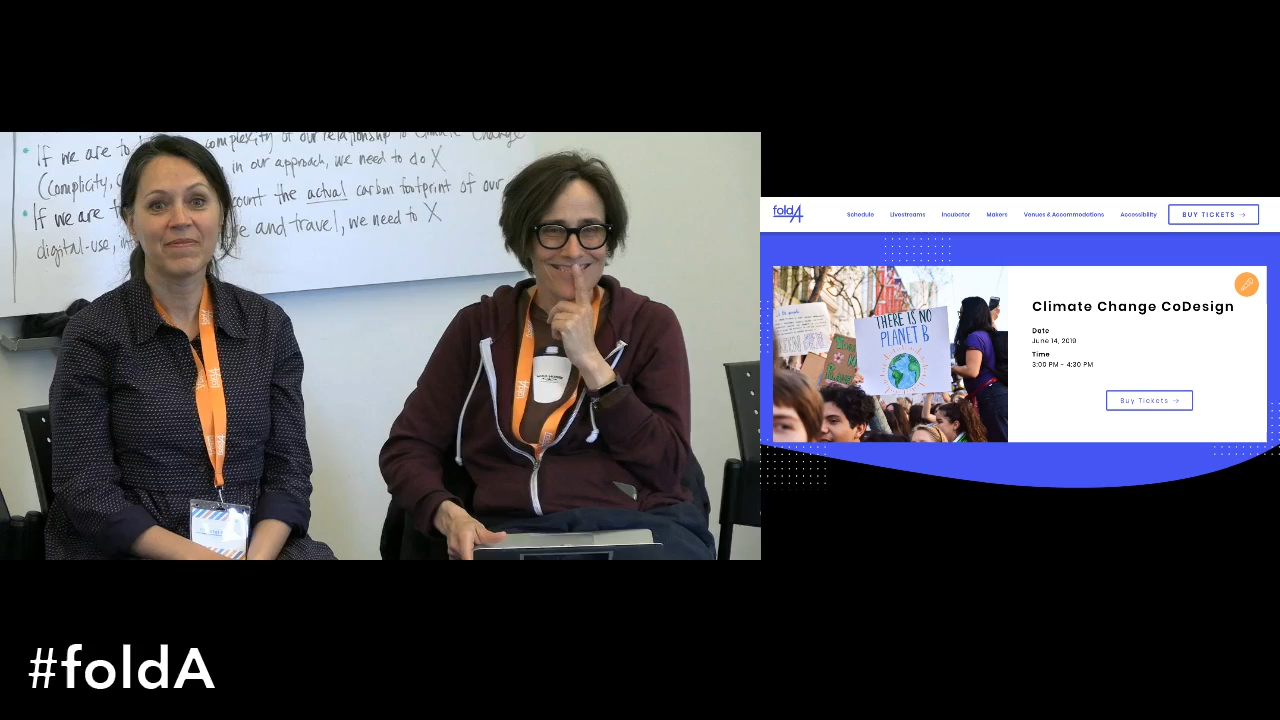 complexity of our relationship to Climate Change
If we are to
in our approach, we need to do X
(complicity,
ount the actual carbon footprint of our
If we are
and travel, we need to X
digital-use,
foldA
foldA
foldA
Schedule Livestreams Incubator Makers Venues & Accommodations Accessibility BUY TICKETS →
THERE IS NO
PLANET B
Climate Change CoDesign
Date
June 14, 2019
Time
3:00 PM - 4:30 PM
Buy Tickets →
#foldA